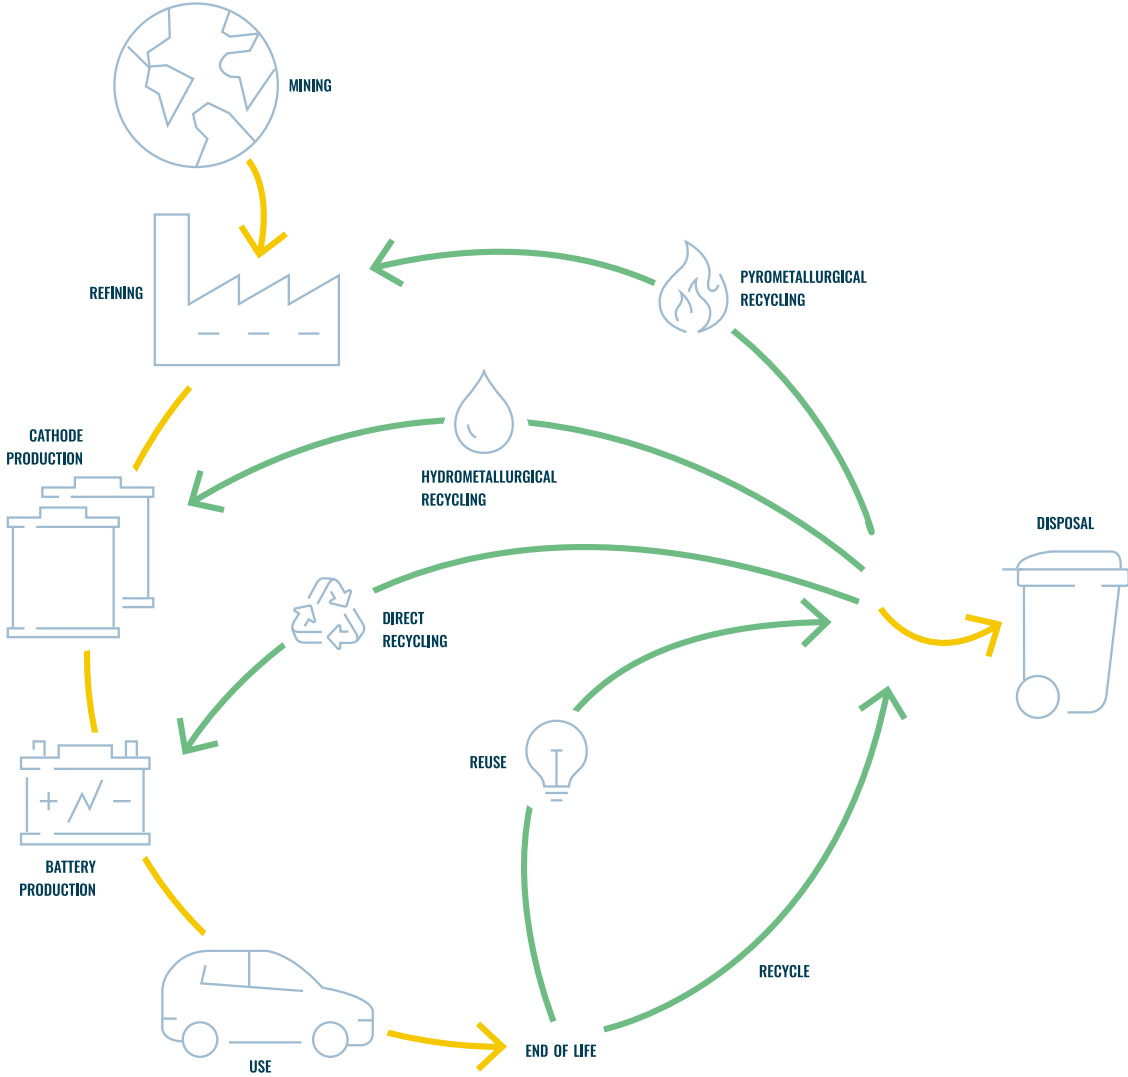 MINING
REFINING
PYROMETALLURGICAL
RECYCLING
CATHODE
PRODUCTION
HYDROMETALLURGICAL
RECYCLING
DISPOSAL
DIRECT
RECYCLING
REUSE
BATTERY
PRODUCTION
RECYCLE
END OF LIFE
USE